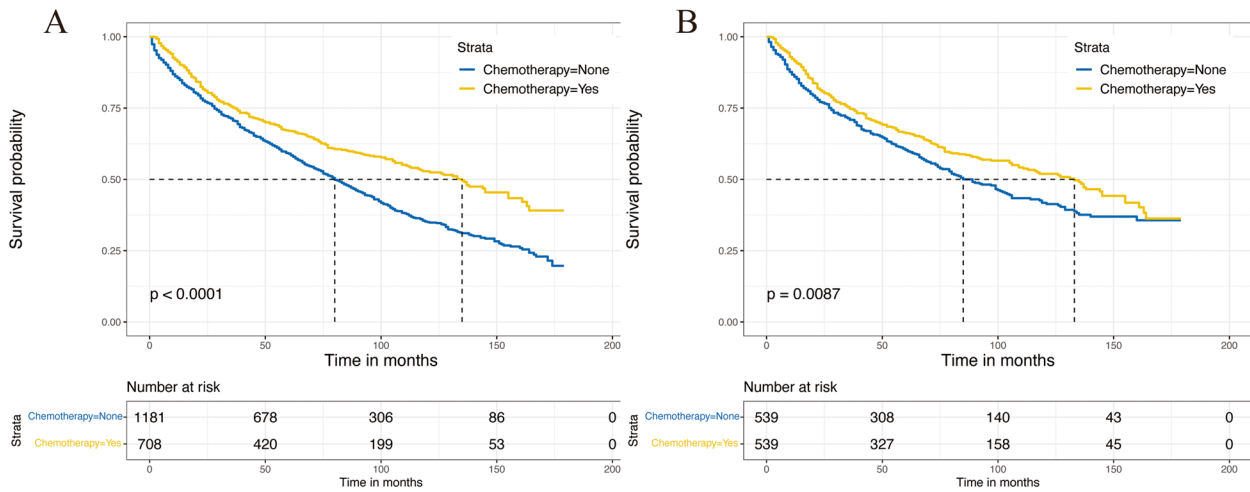 A
Survival probability
1.00
0.75
0.50
0.25
0.00
Strata
Chemotherapy=None
Chemotherapy=Yes
p < 0.0001
0 50 100 150 200
Time in months
Number at risk
Strata
Chemotherapy=None 1181 678 306 86 0
Chemotherapy=Yes 708 420 199 53 0
0 50 100 150 200
Time in months
B
Survival probability
1.00
0.75
0.50
0.25
0.00
Strata
Chemotherapy=None
Chemotherapy=Yes
p = 0.0087
0 50 100 150 200
Time in months
Number at risk
Strata
Chemotherapy=None 539 308 140 43 0
Chemotherapy=Yes 539 327 158 45 0
0 50 100 150 200
Time in months